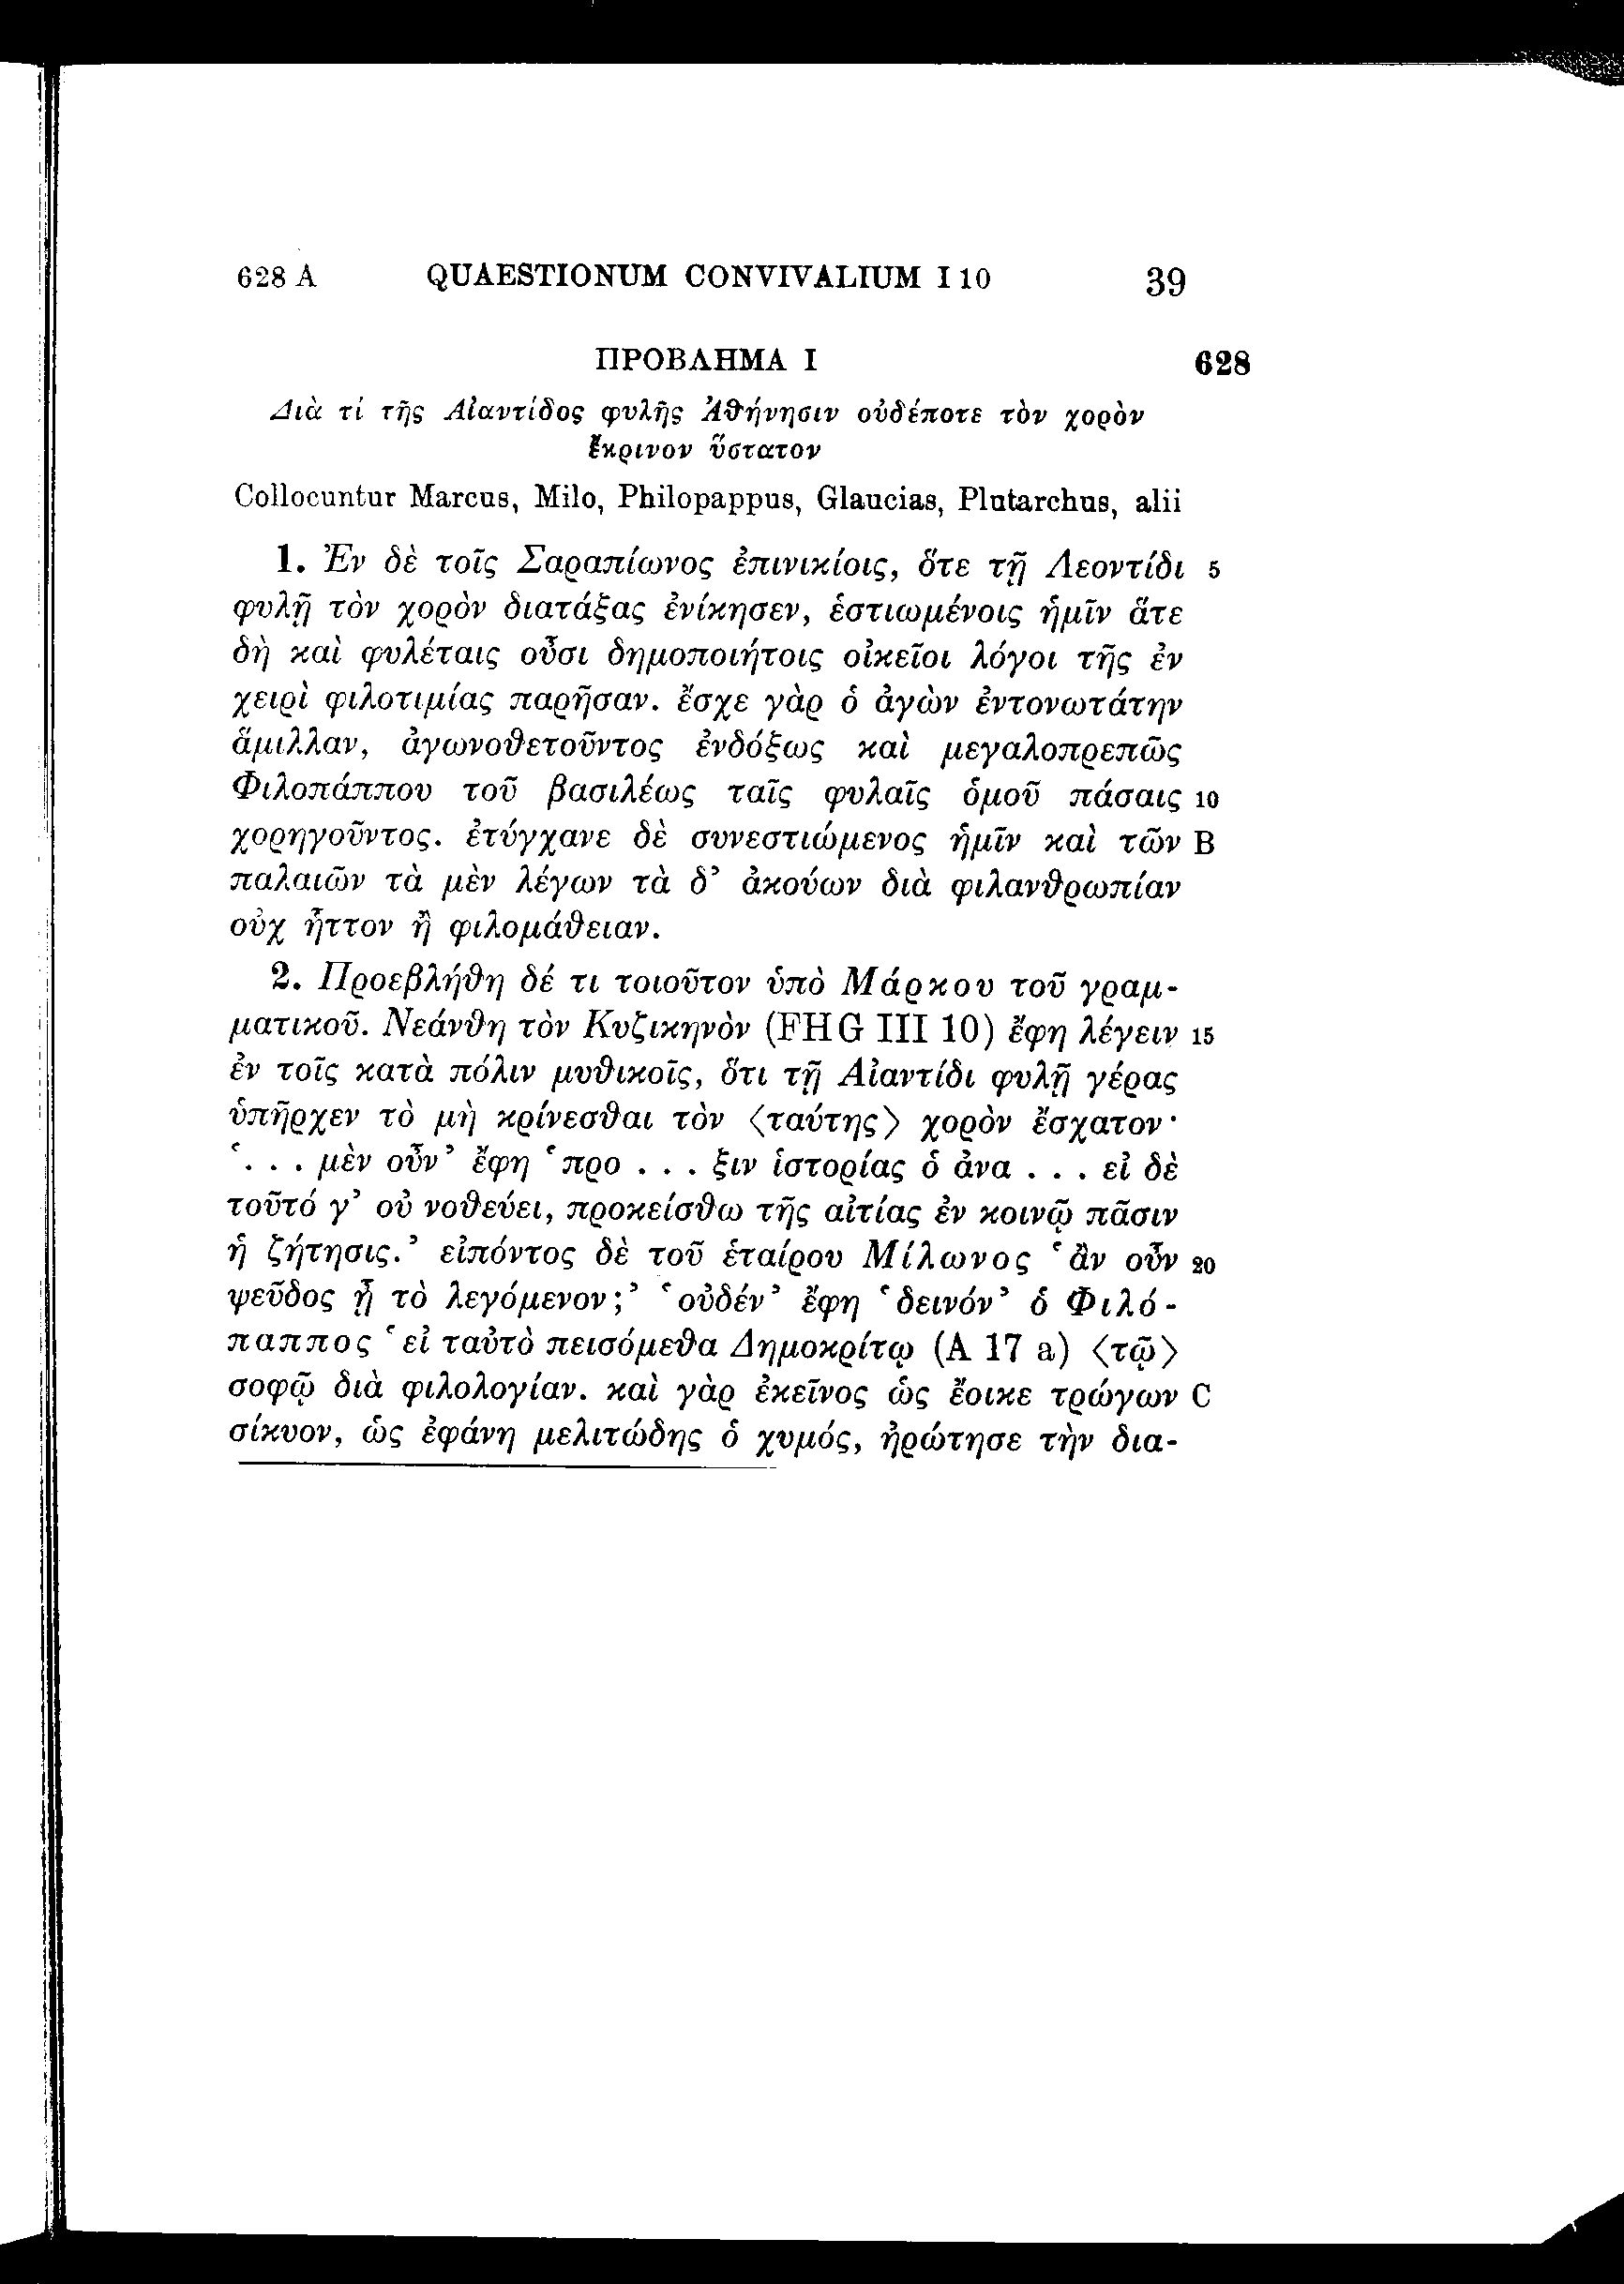 628 A QUAESTIONUM CONVIVALIUM I 10 39
ΠΡΟΒΛΗΜΑ Ι 628
Διὰ τί τῆς Αἰαντίδος φυλῆς Ἀθήνησιν οὐδέποτε τὸν χορὸν
ἔκρινον ὕστατον
Collocuntur Marcus, Milo, Philopappus, Glaucias, Plutarchus, alii
1. Ἐν δὲ τοῖς Σαραπίωνος ἐπινικίοις, ὅτε τῇ Λεοντίδι 5
φυλῇ τὸν χορὸν διατάξας ἐνίκησεν, ἑστιωμένοις ἡμῖν ἅτε
δὴ καὶ φυλέταις οὖσι δημοποιήτοις οἰκεῖοι λόγοι τῆς ἐν
χειρὶ φιλοτιμίας παρῆσαν. ἔσχε γὰρ ὁ ἀγὼν ἐντονωτάτην
ἅμιλλαν, ἀγωνοθετοῦντος ἐνδόξως καὶ μεγαλοπρεπῶς
Φιλοπάππου τοῦ βασιλέως ταῖς φυλαῖς ὁμοῦ πάσαις 10
χορηγοῦντος. ἐτύγχανε δὲ συνεστιώμενος ἡμῖν καὶ τῶν B
παλαιῶν τὰ μὲν λέγων τὰ δ’ ἀκούων διὰ φιλανθρωπίαν
οὐχ ἧττον ἢ φιλομάθειαν.
2. Προεβλήθη δέ τι τοιοῦτον ὑπὸ Μάρκου τοῦ γραμ-
ματικοῦ. Νεάνθη τὸν Κυζικηνὸν (FHG III 10) ἔφη λέγειν 15
ἐν τοῖς κατὰ πόλιν μυθικοῖς, ὅτι τῇ Αἰαντίδι φυλῇ γέρας
ὑπῆρχεν τὸ μὴ κρίνεσθαι τὸν 〈ταύτης〉 χορὸν ἔσχατον·
‘. . . μὲν οὖν’ ἔφη ‘προ . . . ξιν ἱστορίας ὁ ἀνα . . . εἰ δὲ
τοῦτό γ’ οὐ νοθεύει, προκείσθω τῆς αἰτίας ἐν κοινῷ πᾶσιν
ἡ ζήτησις.’ εἰπόντος δὲ τοῦ ἑταίρου Μίλωνος ‘ἂν οὖν 20
ψεῦδος ᾖ τὸ λεγόμενον;’ ‘οὐδέν’ ἔφη ‘δεινόν’ ὁ Φιλό-
παππος ‘εἰ ταὐτὸ πεισόμεθα Δημοκρίτῳ (A 17 a) 〈τῷ〉
σοφῷ διὰ φιλολογίαν. καὶ γὰρ ἐκεῖνος ὡς ἔοικε τρώγων C
σίκυον, ὡς ἐφάνη μελιτώδης ὁ χυμός, ἠρώτησε τὴν δια-